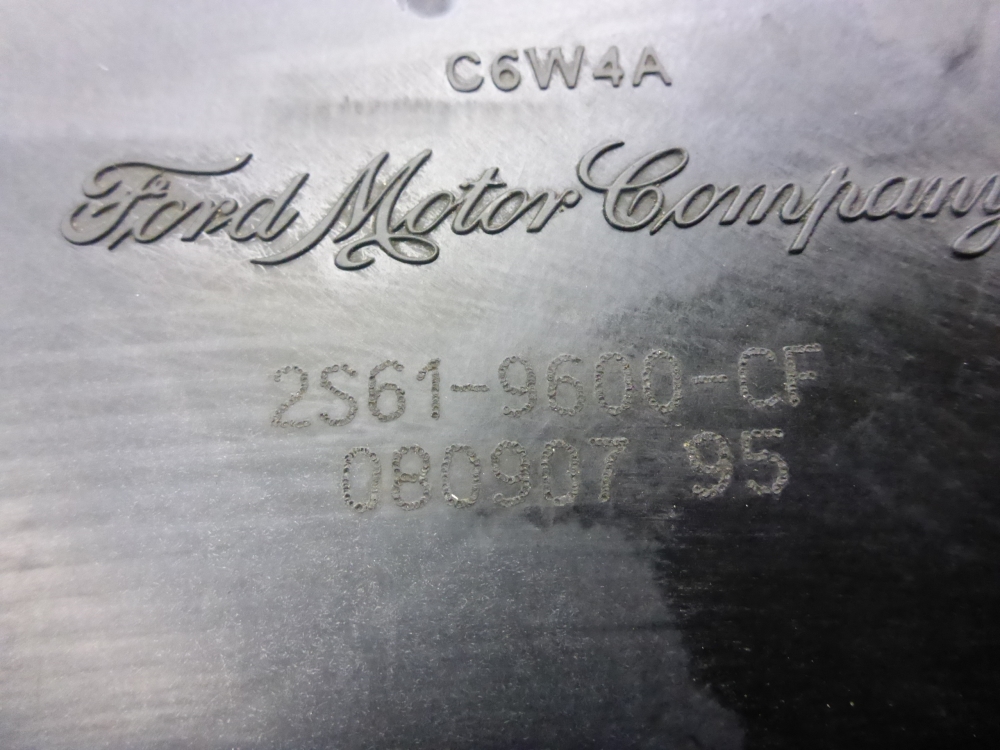 C6W4A
Ford Motor Company
2S61-9600-CF
080907 95